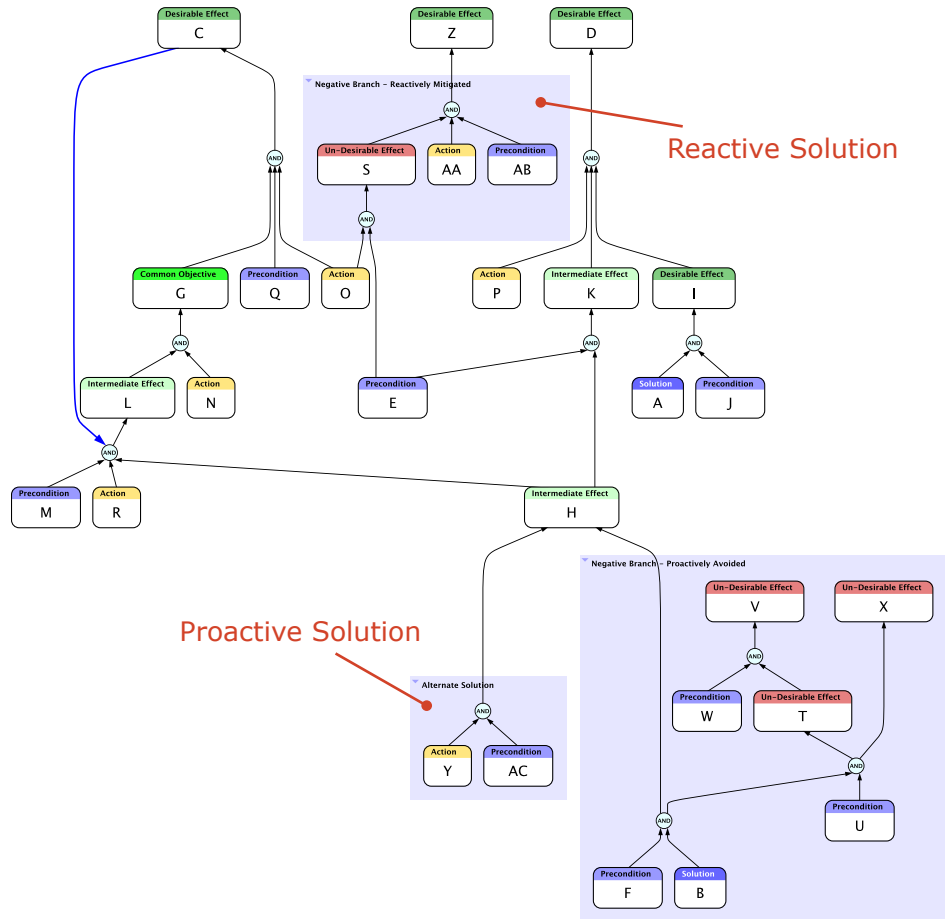 Desirable Effect
C
Desirable Effect
Z
Desirable Effect
D
Negative Branch - Reactively Mitigated
AND
Reactive Solution
Un-Desirable Effect
S
Action
AA
Precondition
AB
AND
AND
AND
Common Objective
G
Precondition
Q
Action
O
Action
P
Intermediate Effect
K
Desirable Effect
I
AND
AND
AND
Intermediate Effect
L
Action
N
Precondition
E
Solution
A
Precondition
J
AND
Precondition
M
Action
R
Intermediate Effect
H
Negative Branch - Proactively Avoided
Un-Desirable Effect
V
Un-Desirable Effect
X
Proactive Solution
AND
Alternate Solution
AND
Precondition
W
Un-Desirable Effect
T
Action
Y
Precondition
AC
AND
Precondition
U
AND
Precondition
F
Solution
B